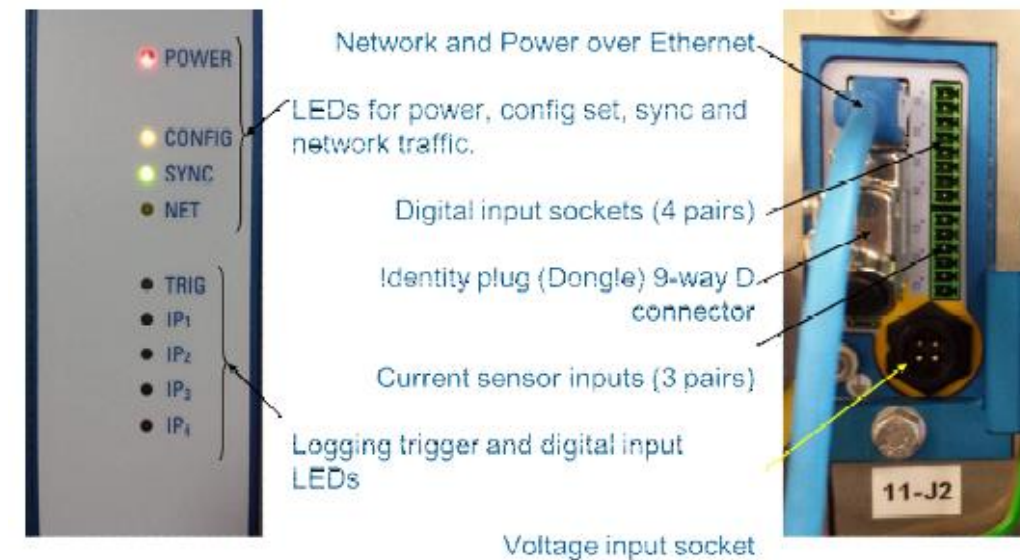 POWER
CONFIG
SYNC
NET
TRIG
IP1
IP2
IP3
IP4
Network and Power over Ethernet
LEDs for power, config set, sync and
network traffic.
Digital input sockets (4 pairs)
Identity plug (Dongle) 9-way D
connector
Current sensor inputs (3 pairs)
Logging trigger and digital input
LEDs
Voltage input socket
11-J2